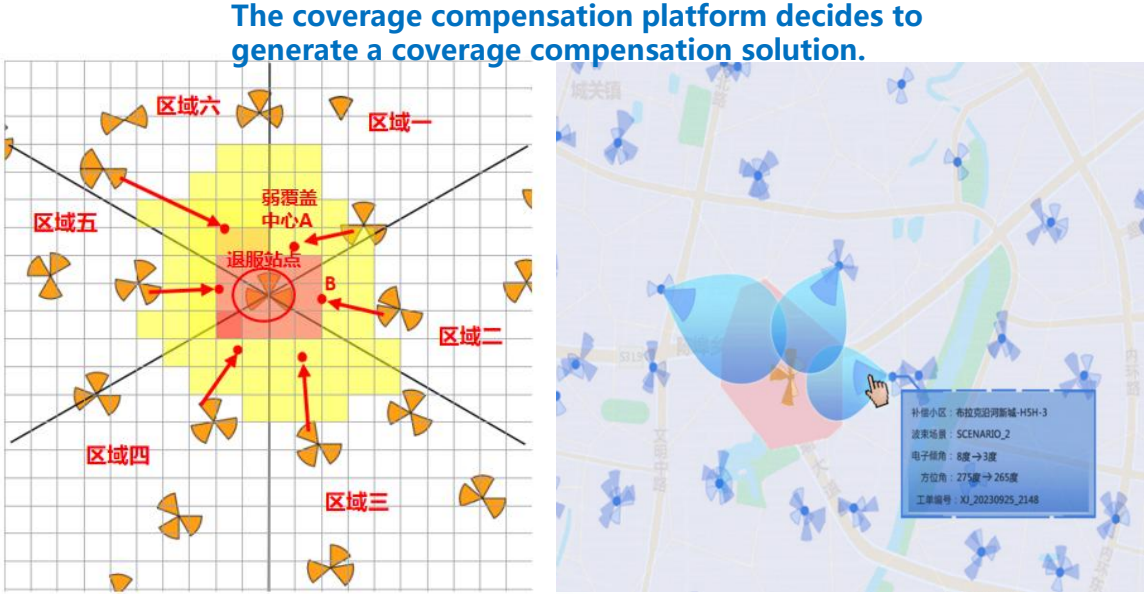 The coverage compensation platform decides to
generate a coverage compensation solution.
区域六
区域一
弱覆盖
中心A
区域五
退服站点
B
区域二
区域四
区域三
城关镇
补偿小区：布拉克沿河新城-H5H-3
波束场景：SCENARIO_2
电子倾角：8度→3度
方位角：275度→265度
工单编号：XJ_20230925_2148
内环路